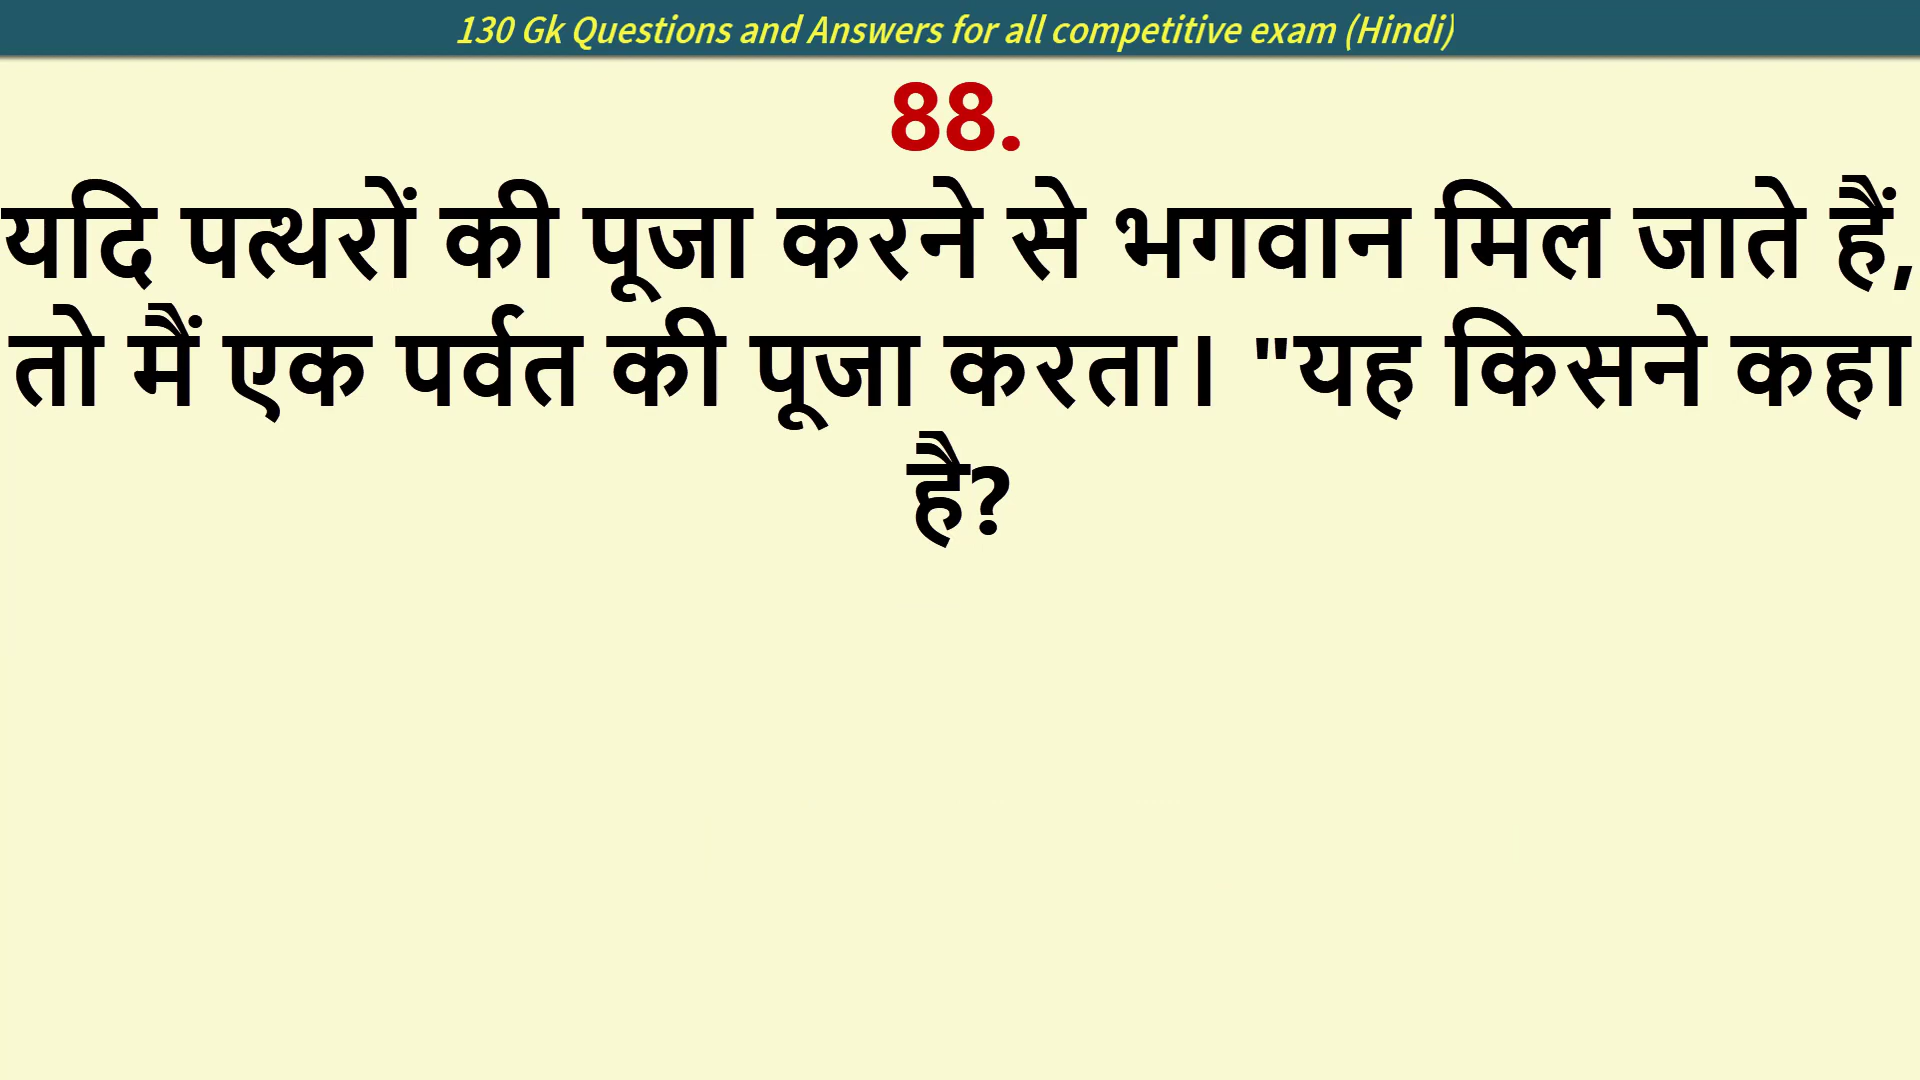 130 Gk Questions and Answers for all competitive exam (Hindi)
88.
यदि पत्थरों की पूजा करने से भगवान मिल जाते हैं,
तो मैं एक पर्वत की पूजा करता। "यह किसने कहा
है?